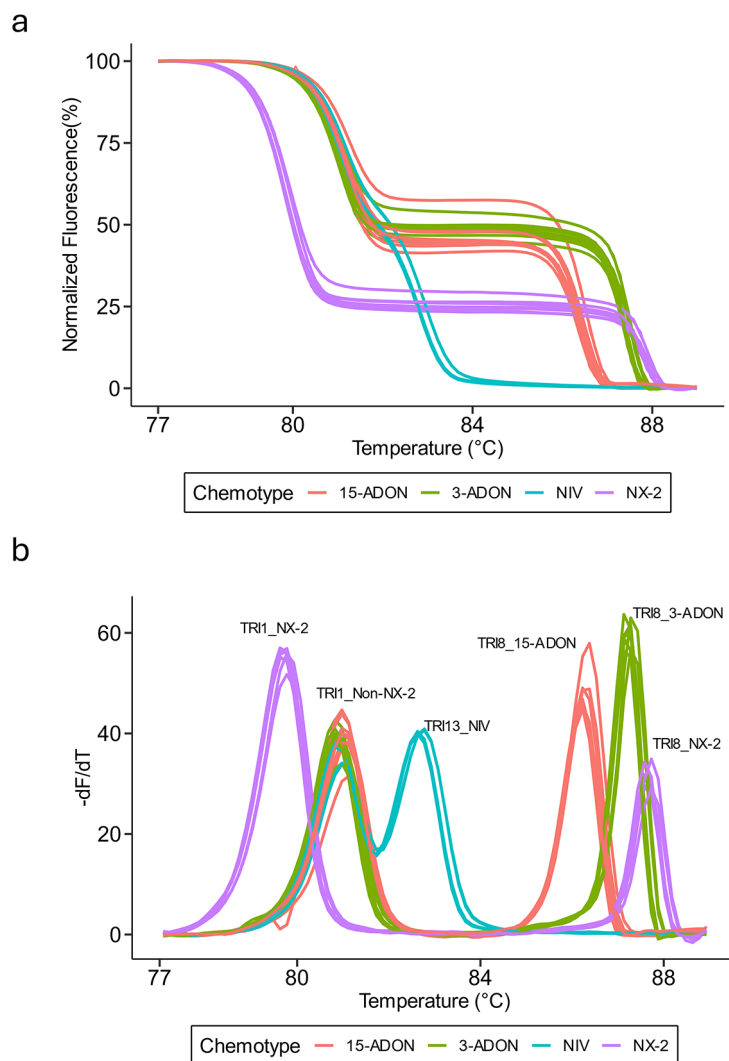 a
100
75
50
25
0
Normalized Fluorescence(%)
77 80 84 88
Temperature (°C)
Chemotype 15-ADON 3-ADON NIV NX-2
b
60
40
20
0
-dF/dT
TRI1_NX-2
TRI1_Non-NX-2
TRI13_NIV
TRI8_15-ADON
TRI8_3-ADON
TRI8_NX-2
77 80 84 88
Temperature (°C)
Chemotype 15-ADON 3-ADON NIV NX-2